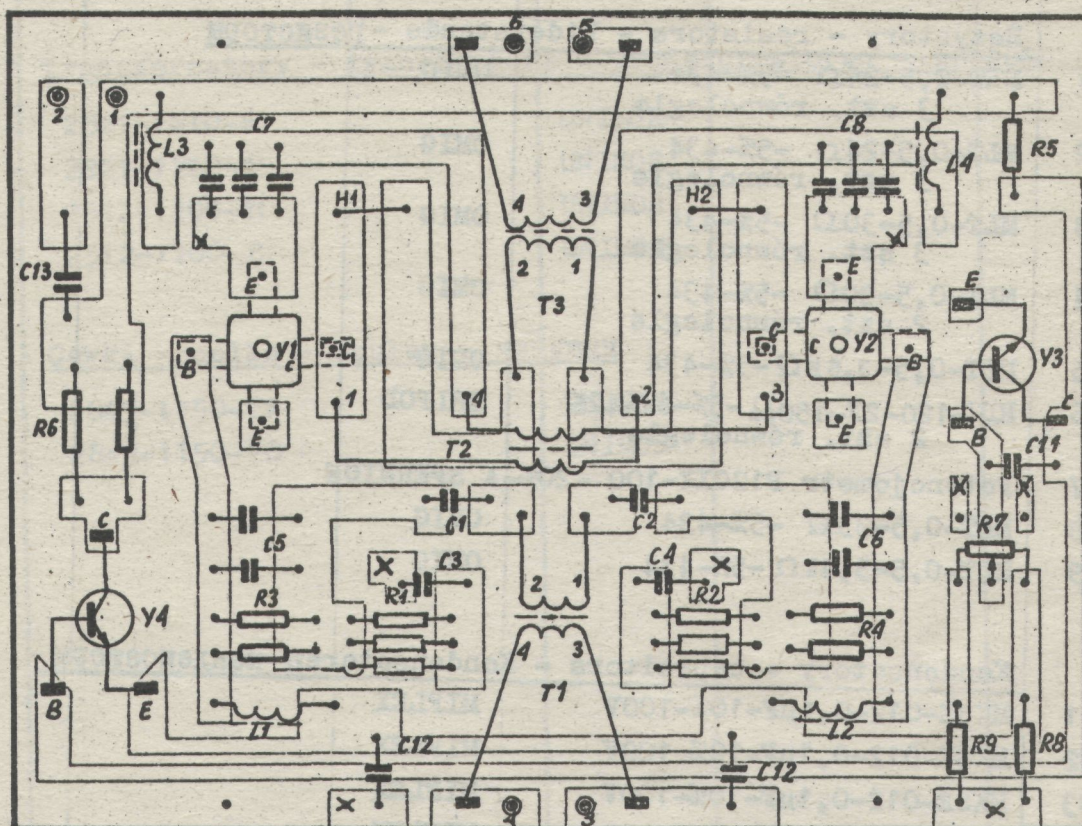 6 5
2 1
L3 C7 C8 L4 R5
H1 H2
4 3
C13
2 1
E E E
T3
B Y1 C C C Y2 B Y3
1 4 2 3
E E
R6 T2 B C
C11
X X
C1 C2
C5 C6 R7
X C3 C4 X
R1 R2
2 1
R3 R4
Y4
4 3
T1
B E
L1 L2
C12 C12 R9 R8
X X